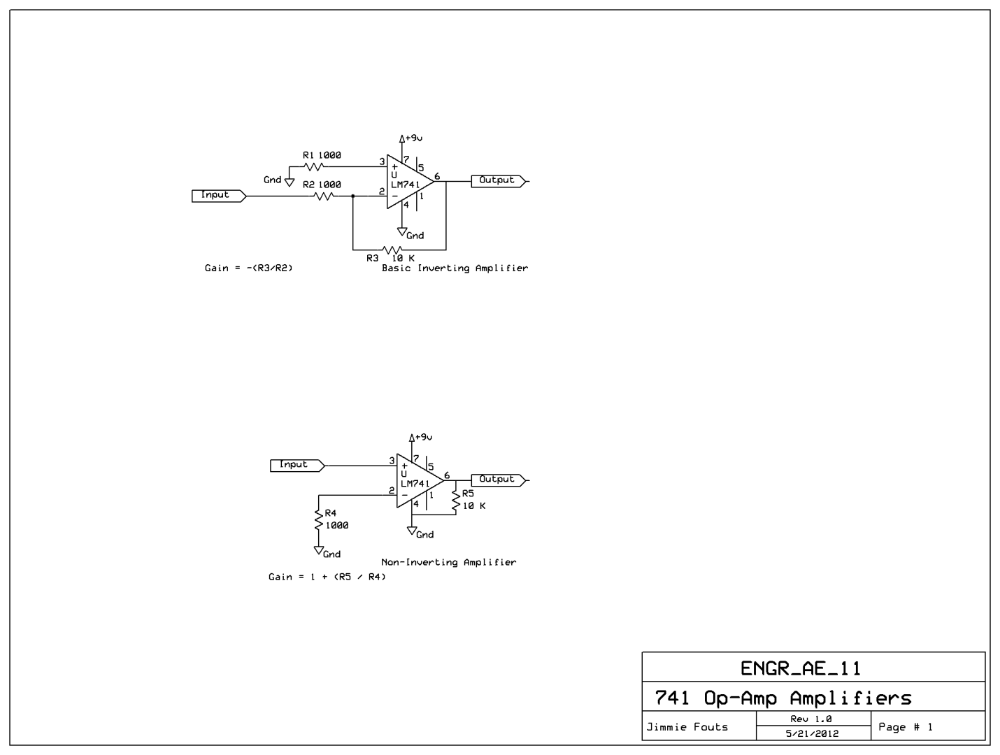 +9v
R1 1000
3
7
+
5
U
Gnd
6
Output
R2 1000
LM741
Input
2
-
1
4
Gnd
R3 10 K
Gain = -(R3/R2)
Basic Inverting Amplifier
+9v
Input
3
7
+
5
U
6
Output
LM741
2
-
1
R5
4
10 K
R4
1000
Gnd
Gnd
Non-Inverting Amplifier
Gain = 1 + (R5 / R4)
ENGR_AE_11
741 Op-Amp Amplifiers
Jimmie Fouts
Rev 1.0
5/21/2012
Page # 1